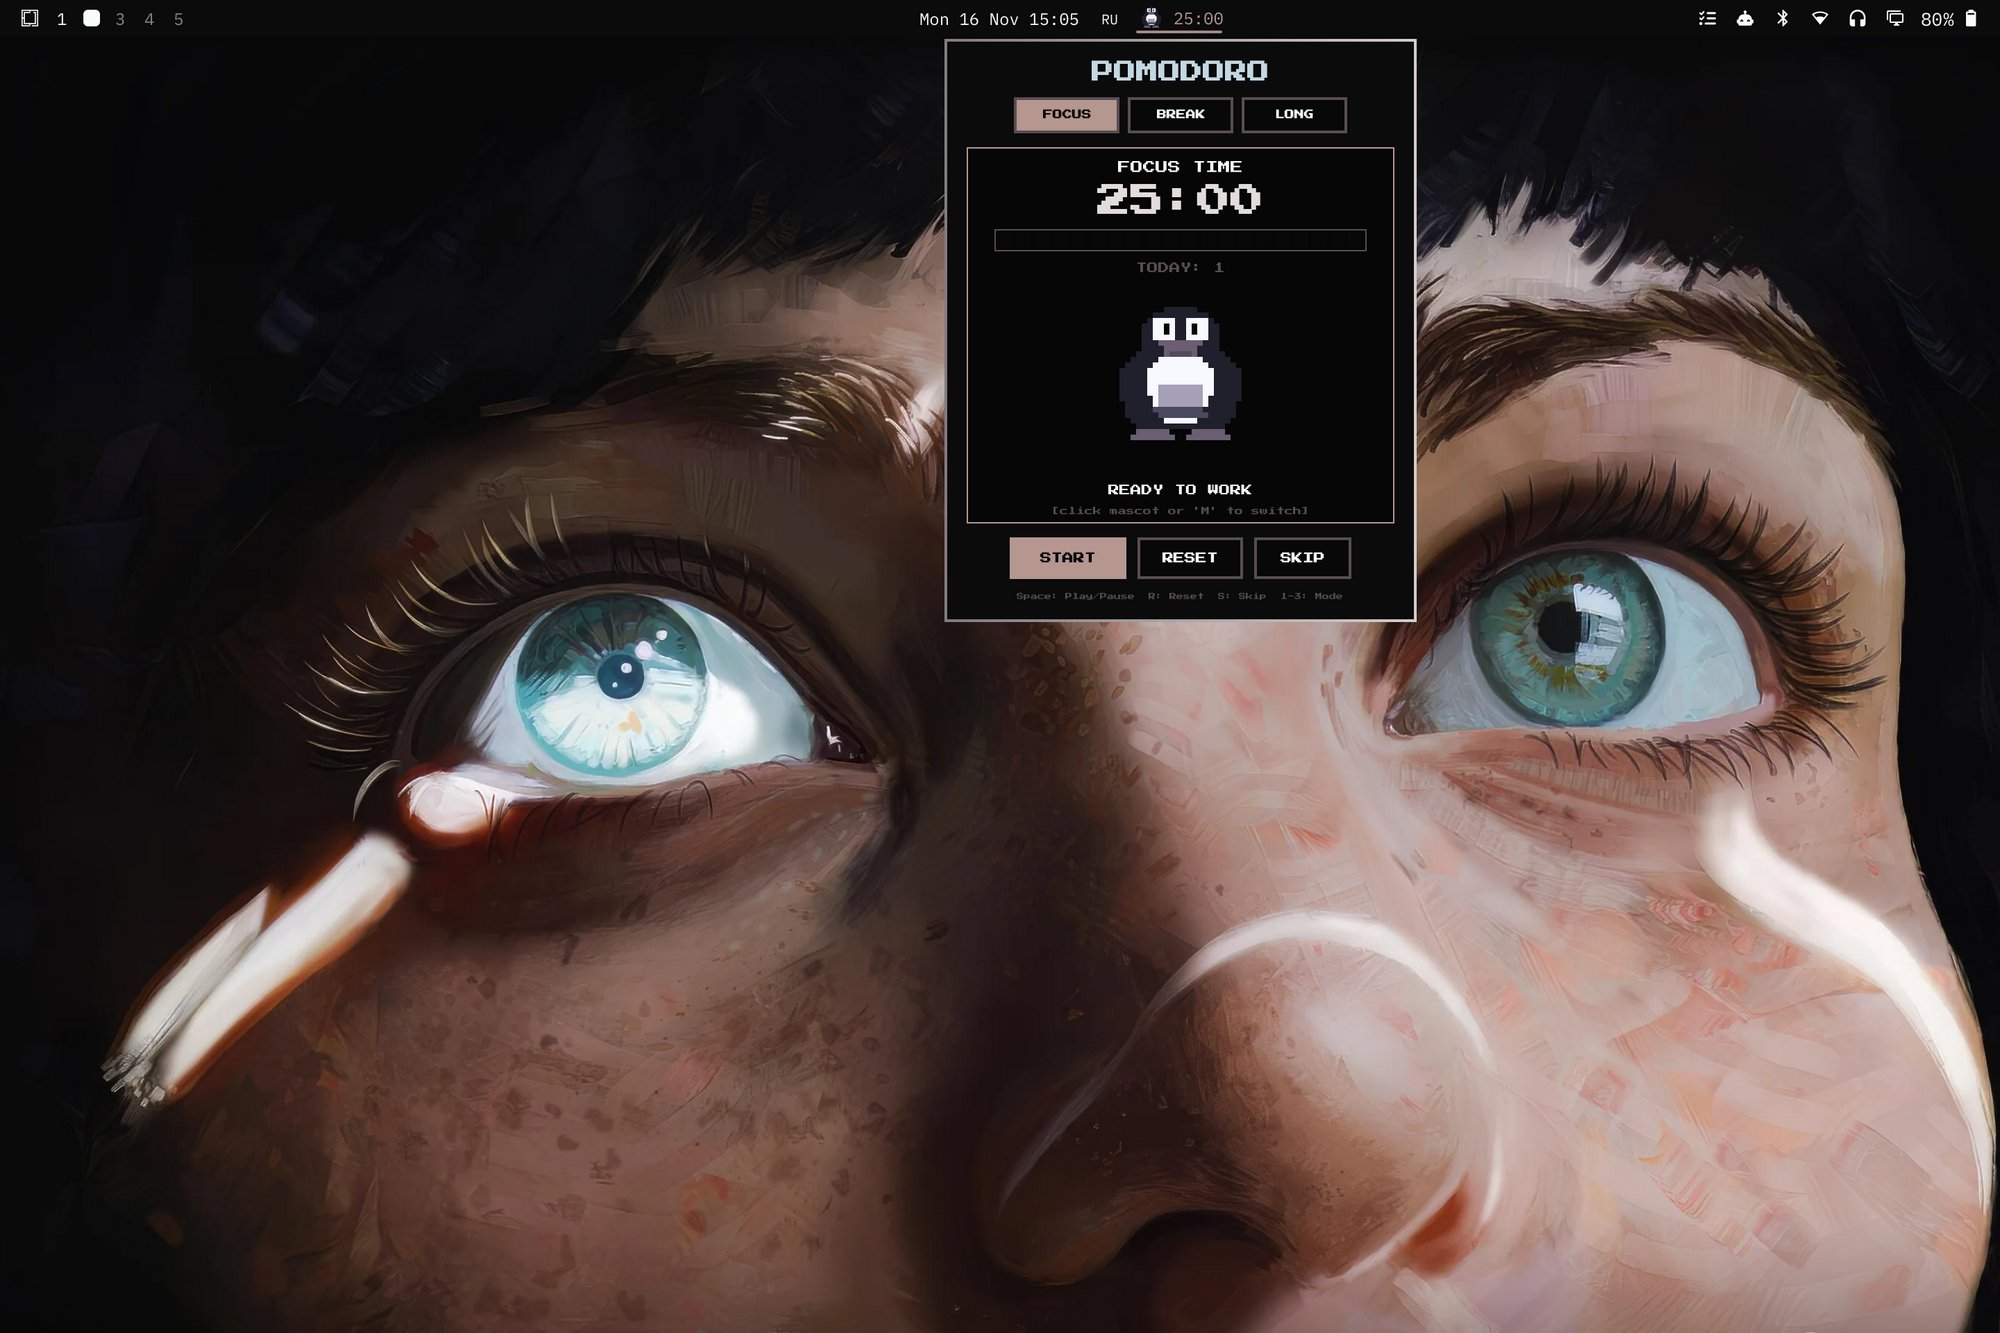 1 3 4 5
Mon 16 Nov 15:05 RU 25:00
80%
POMODORO
FOCUS BREAK LONG
FOCUS TIME
25:00
TODAY: 1
READY TO WORK
[click mascot or 'M' to switch]
START RESET SKIP
Space: Play/Pause R: Reset S: Skip 1-3: Mode